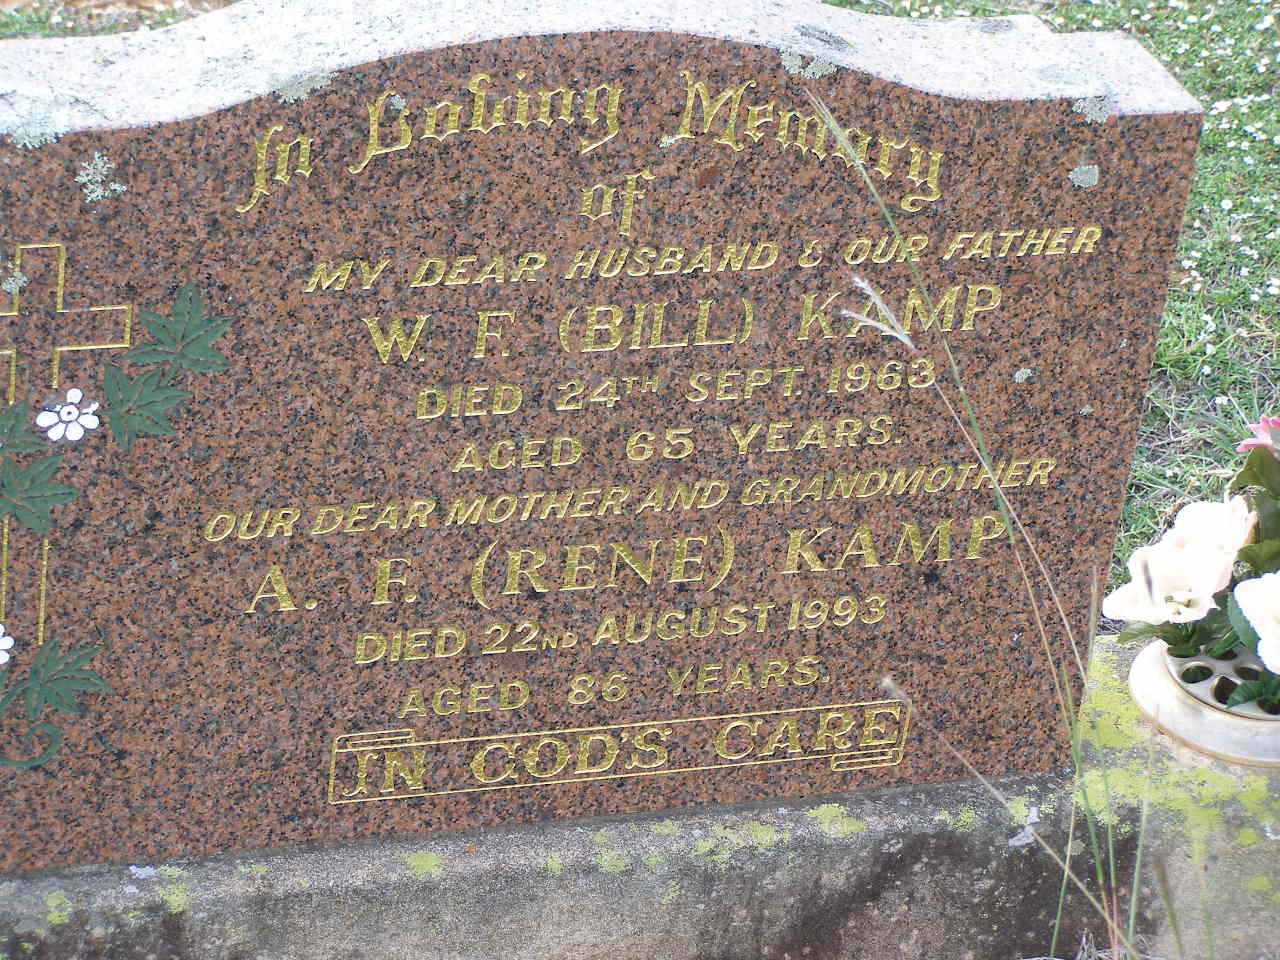 In Loving Memory
of
MY DEAR HUSBAND & OUR FATHER
W. F. (BILL) KAMP
DIED 24TH SEPT. 1963
AGED 65 YEARS.
OUR DEAR MOTHER AND GRANDMOTHER
A. F. (RENE) KAMP
DIED 22ND AUGUST 1993
AGED 86 YEARS.
IN GOD'S CARE